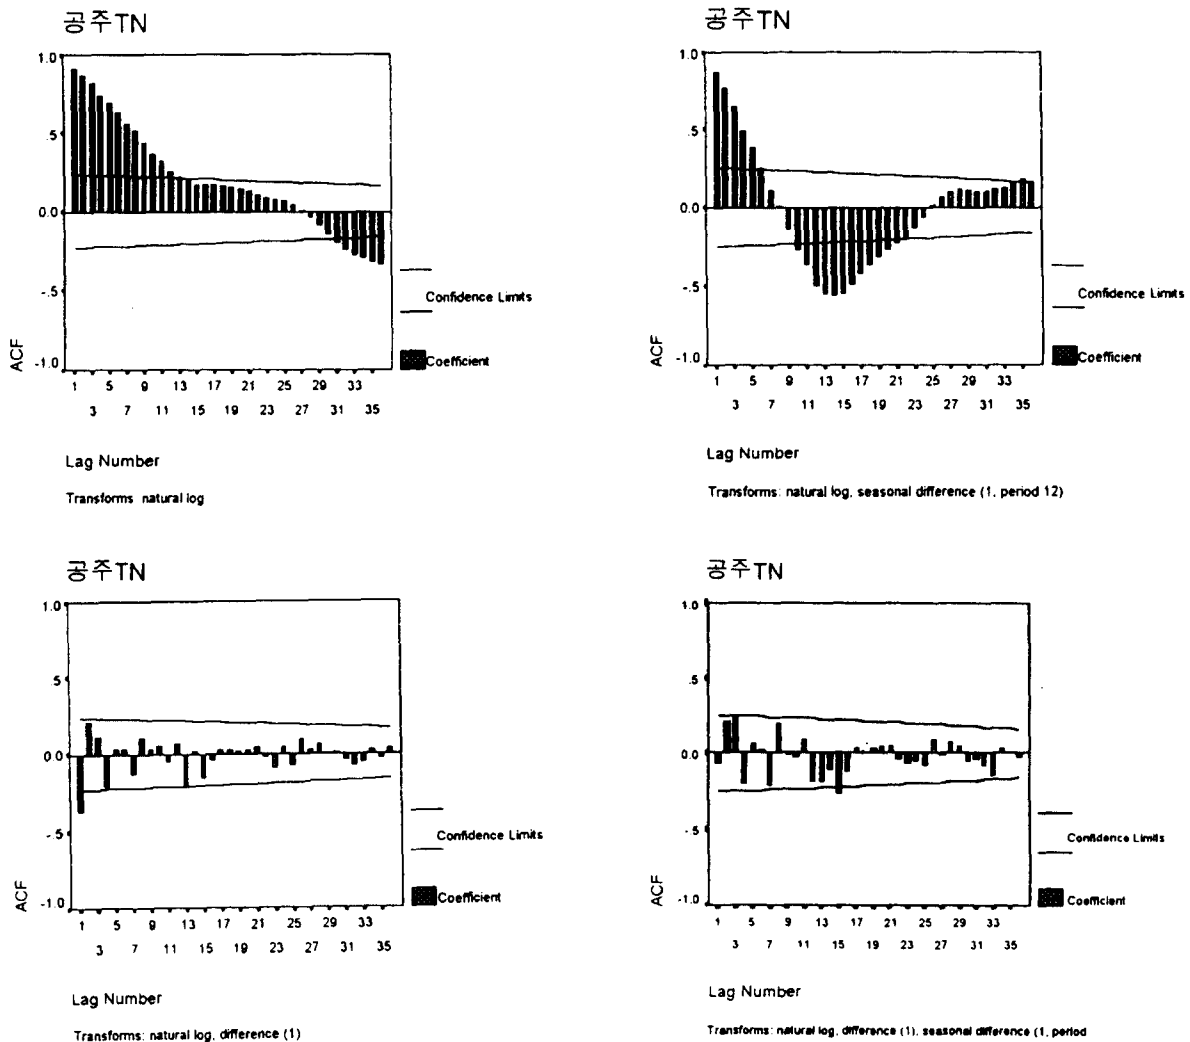 공주TN
1.0
.5
0.0
-.5
-1.0
ACF
1 5 9 13 17 21 25 29 33
3 7 11 15 19 23 27 31 35
Confidence Limits
Coefficient
Lag Number
Transforms: natural log
공주TN
1.0
.5
0.0
-.5
-1.0
ACF
1 5 9 13 17 21 25 29 33
3 7 11 15 19 23 27 31 35
Confidence Limits
Coefficient
Lag Number
Transforms: natural log, seasonal difference (1, period 12)
공주TN
1.0
.5
0.0
-.5
-1.0
ACF
1 5 9 13 17 21 25 29 33
3 7 11 15 19 23 27 31 35
Confidence Limits
Coefficient
Lag Number
Transforms: natural log, difference (1)
공주TN
1.0
.5
0.0
-.5
-1.0
ACF
1 5 9 13 17 21 25 29 33
3 7 11 15 19 23 27 31 35
Confidence Limits
Coefficient
Lag Number
Transforms: natural log, difference (1), seasonal difference (1, period